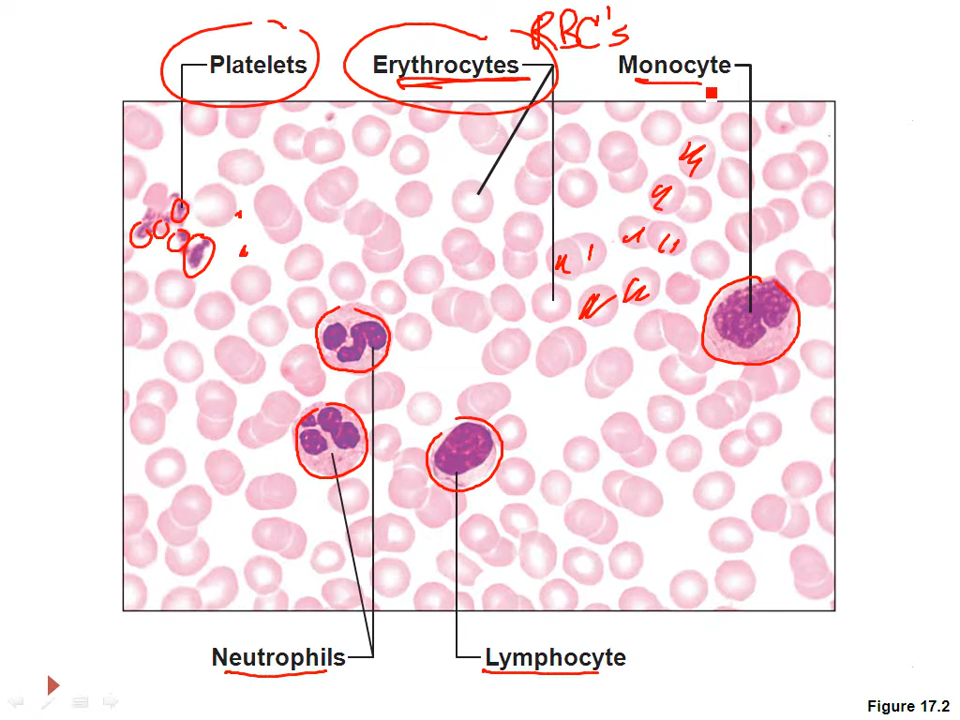 RBC's
Platelets
Erythrocytes
Monocyte
Neutrophils
Lymphocyte
Figure 17.2